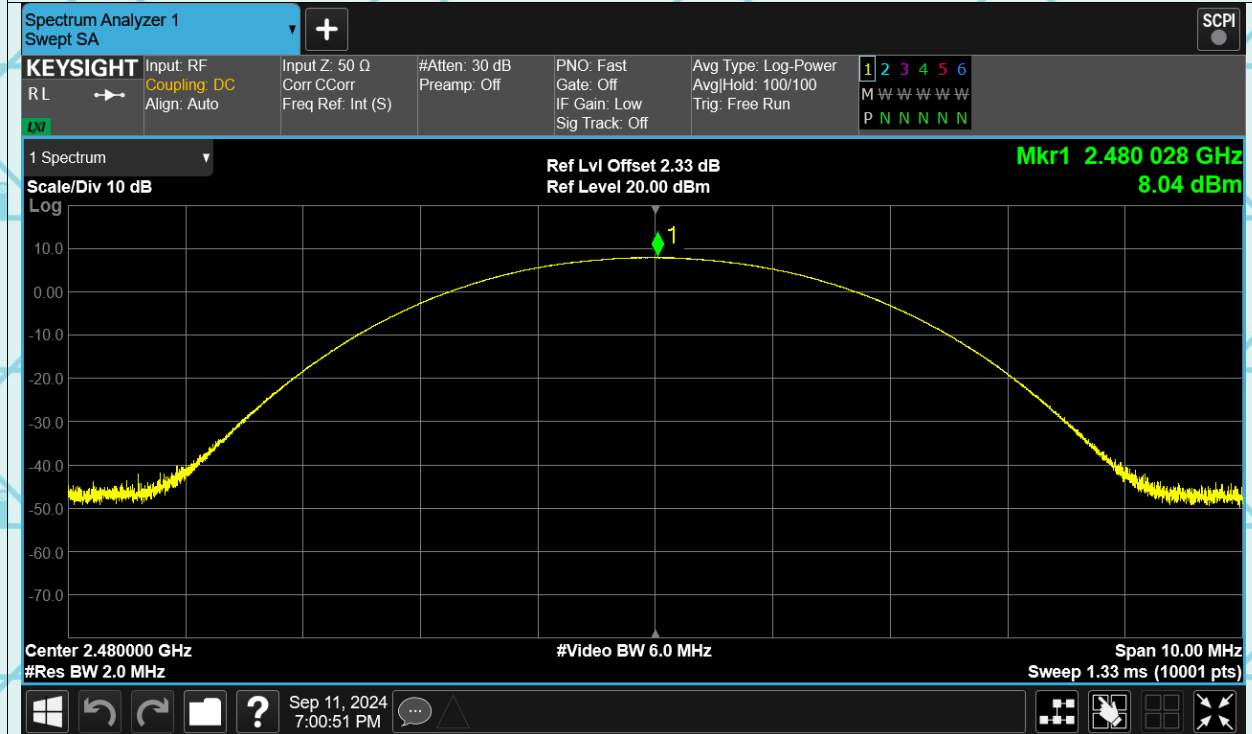 Spectrum Analyzer 1
Swept SA
+
SCPI
KEYSIGHT
R L
LXI
Input: RF
Coupling: DC
Align: Auto
Input Z: 50 Ω
Corr CCorr
Freq Ref: Int (S)
#Atten: 30 dB
Preamp: Off
PNO: Fast
Gate: Off
IF Gain: Low
Sig Track: Off
Avg Type: Log-Power
Avg|Hold: 100/100
Trig: Free Run
1 2 3 4 5 6
M W W W W W W
P N N N N N
1 Spectrum
Scale/Div 10 dB
Log
Ref Lvl Offset 2.33 dB
Ref Level 20.00 dBm
Mkr1 2.480 028 GHz
8.04 dBm
1
10.0
0.00
-10.0
-20.0
-30.0
-40.0
-50.0
-60.0
-70.0
Center 2.480000 GHz
#Res BW 2.0 MHz
#Video BW 6.0 MHz
Span 10.00 MHz
Sweep 1.33 ms (10001 pts)
?
Sep 11, 2024
7:00:51 PM